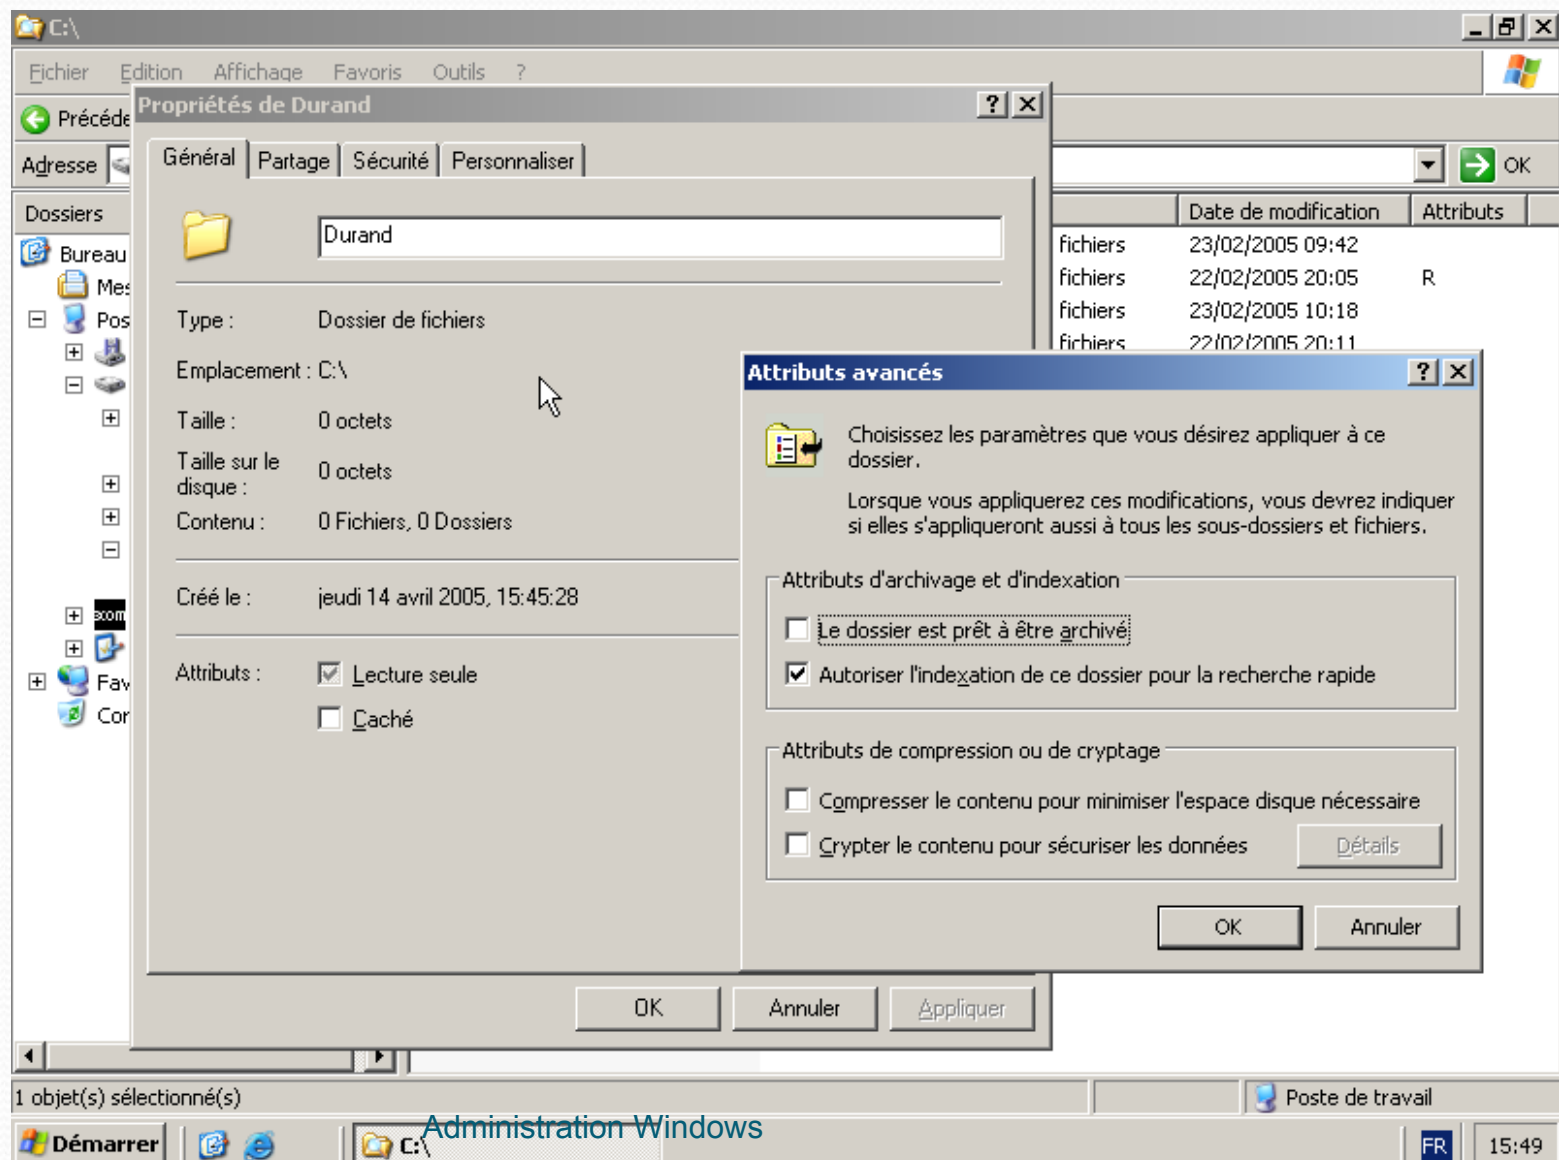 C:\
Fichier Edition Affichage Favoris Outils ?
Propriétés de Durand
Adresse
OK
Général Partage Sécurité Personnaliser
Dossiers
Date de modification Attributs
Durand
Bureau
fichiers 23/02/2005 09:42
fichiers 22/02/2005 20:05 R
fichiers 23/02/2005 10:18
fichiers 22/02/2005 20:11
Type : Dossier de fichiers
Emplacement : C:\
Taille : 0 octets
Taille sur le
disque : 0 octets
Contenu : 0 Fichiers, 0 Dossiers
Créé le : jeudi 14 avril 2005, 15:45:28
Attributs : Lecture seule
Caché
OK Annuler Appliquer
Attributs avancés
Choisissez les paramètres que vous désirez appliquer à ce
dossier.
Lorsque vous appliquerez ces modifications, vous devrez indiquer
si elles s'appliqueront aussi à tous les sous-dossiers et fichiers.
Attributs d'archivage et d'indexation
Le dossier est prêt à être archivé
Autoriser l'indexation de ce dossier pour la recherche rapide
Attributs de compression ou de cryptage
Compresser le contenu pour minimiser l'espace disque nécessaire
Crypter le contenu pour sécuriser les données Détails
OK Annuler
1 objet(s) sélectionné(s)
Poste de travail
Administration Windows
Démarrer C:\ FR 15:49